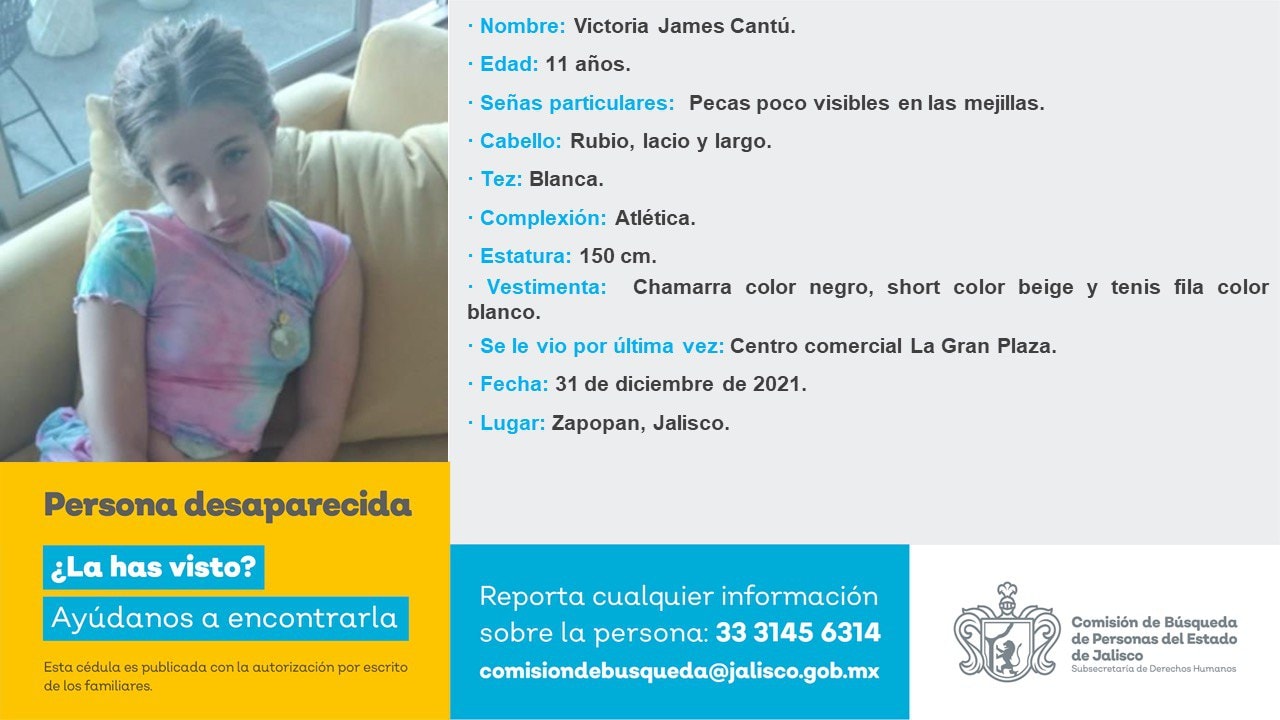 · Nombre: Victoria James Cantú.
· Edad: 11 años.
· Señas particulares: Pecas poco visibles en las mejillas.
· Cabello: Rubio, lacio y largo.
· Tez: Blanca.
· Complexión: Atlética.
· Estatura: 150 cm.
· Vestimenta: Chamarra color negro, short color beige y tenis fila color
blanco.
· Se le vio por última vez: Centro comercial La Gran Plaza.
· Fecha: 31 de diciembre de 2021.
· Lugar: Zapopan, Jalisco.
Persona desaparecida
¿La has visto?
Ayúdanos a encontrarla
Esta cédula es publicada con la autorización por escrito
de los familiares.
Reporta cualquier información
sobre la persona: 33 3145 6314
comisiondebusqueda@jalisco.gob.mx
Comisión de Búsqueda
de Personas del Estado
de Jalisco
Subsecretaría de Derechos Humanos